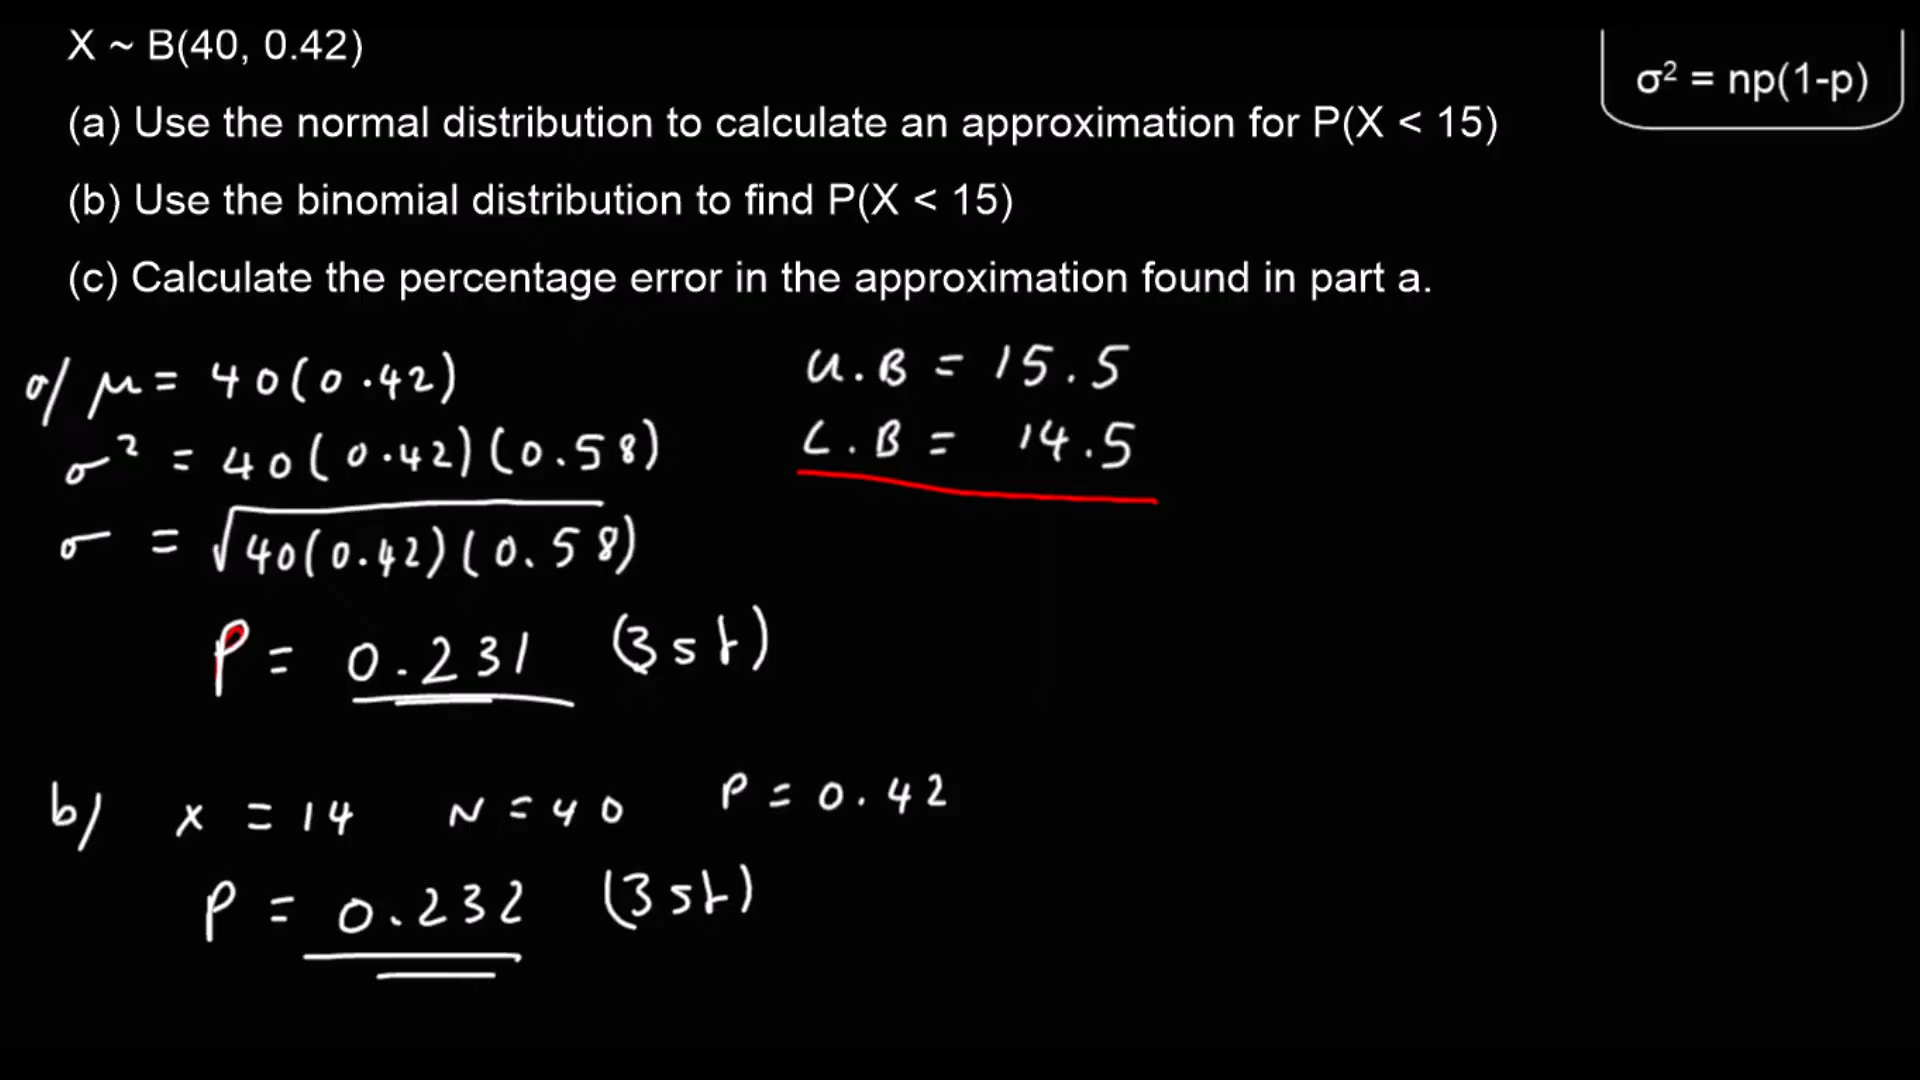 X ~ B(40, 0.42)
σ² = np(1-p)
(a) Use the normal distribution to calculate an approximation for P(X < 15)
(b) Use the binomial distribution to find P(X < 15)
(c) Calculate the percentage error in the approximation found in part a.
a/ μ = 40(0.42)
σ² = 40(0.42)(0.58)
σ = √40(0.42)(0.58)
U.B = 15.5
L.B = 14.5
P = 0.231 (3sf)
b/ x = 14 N = 40 P = 0.42
P = 0.232 (3sf)